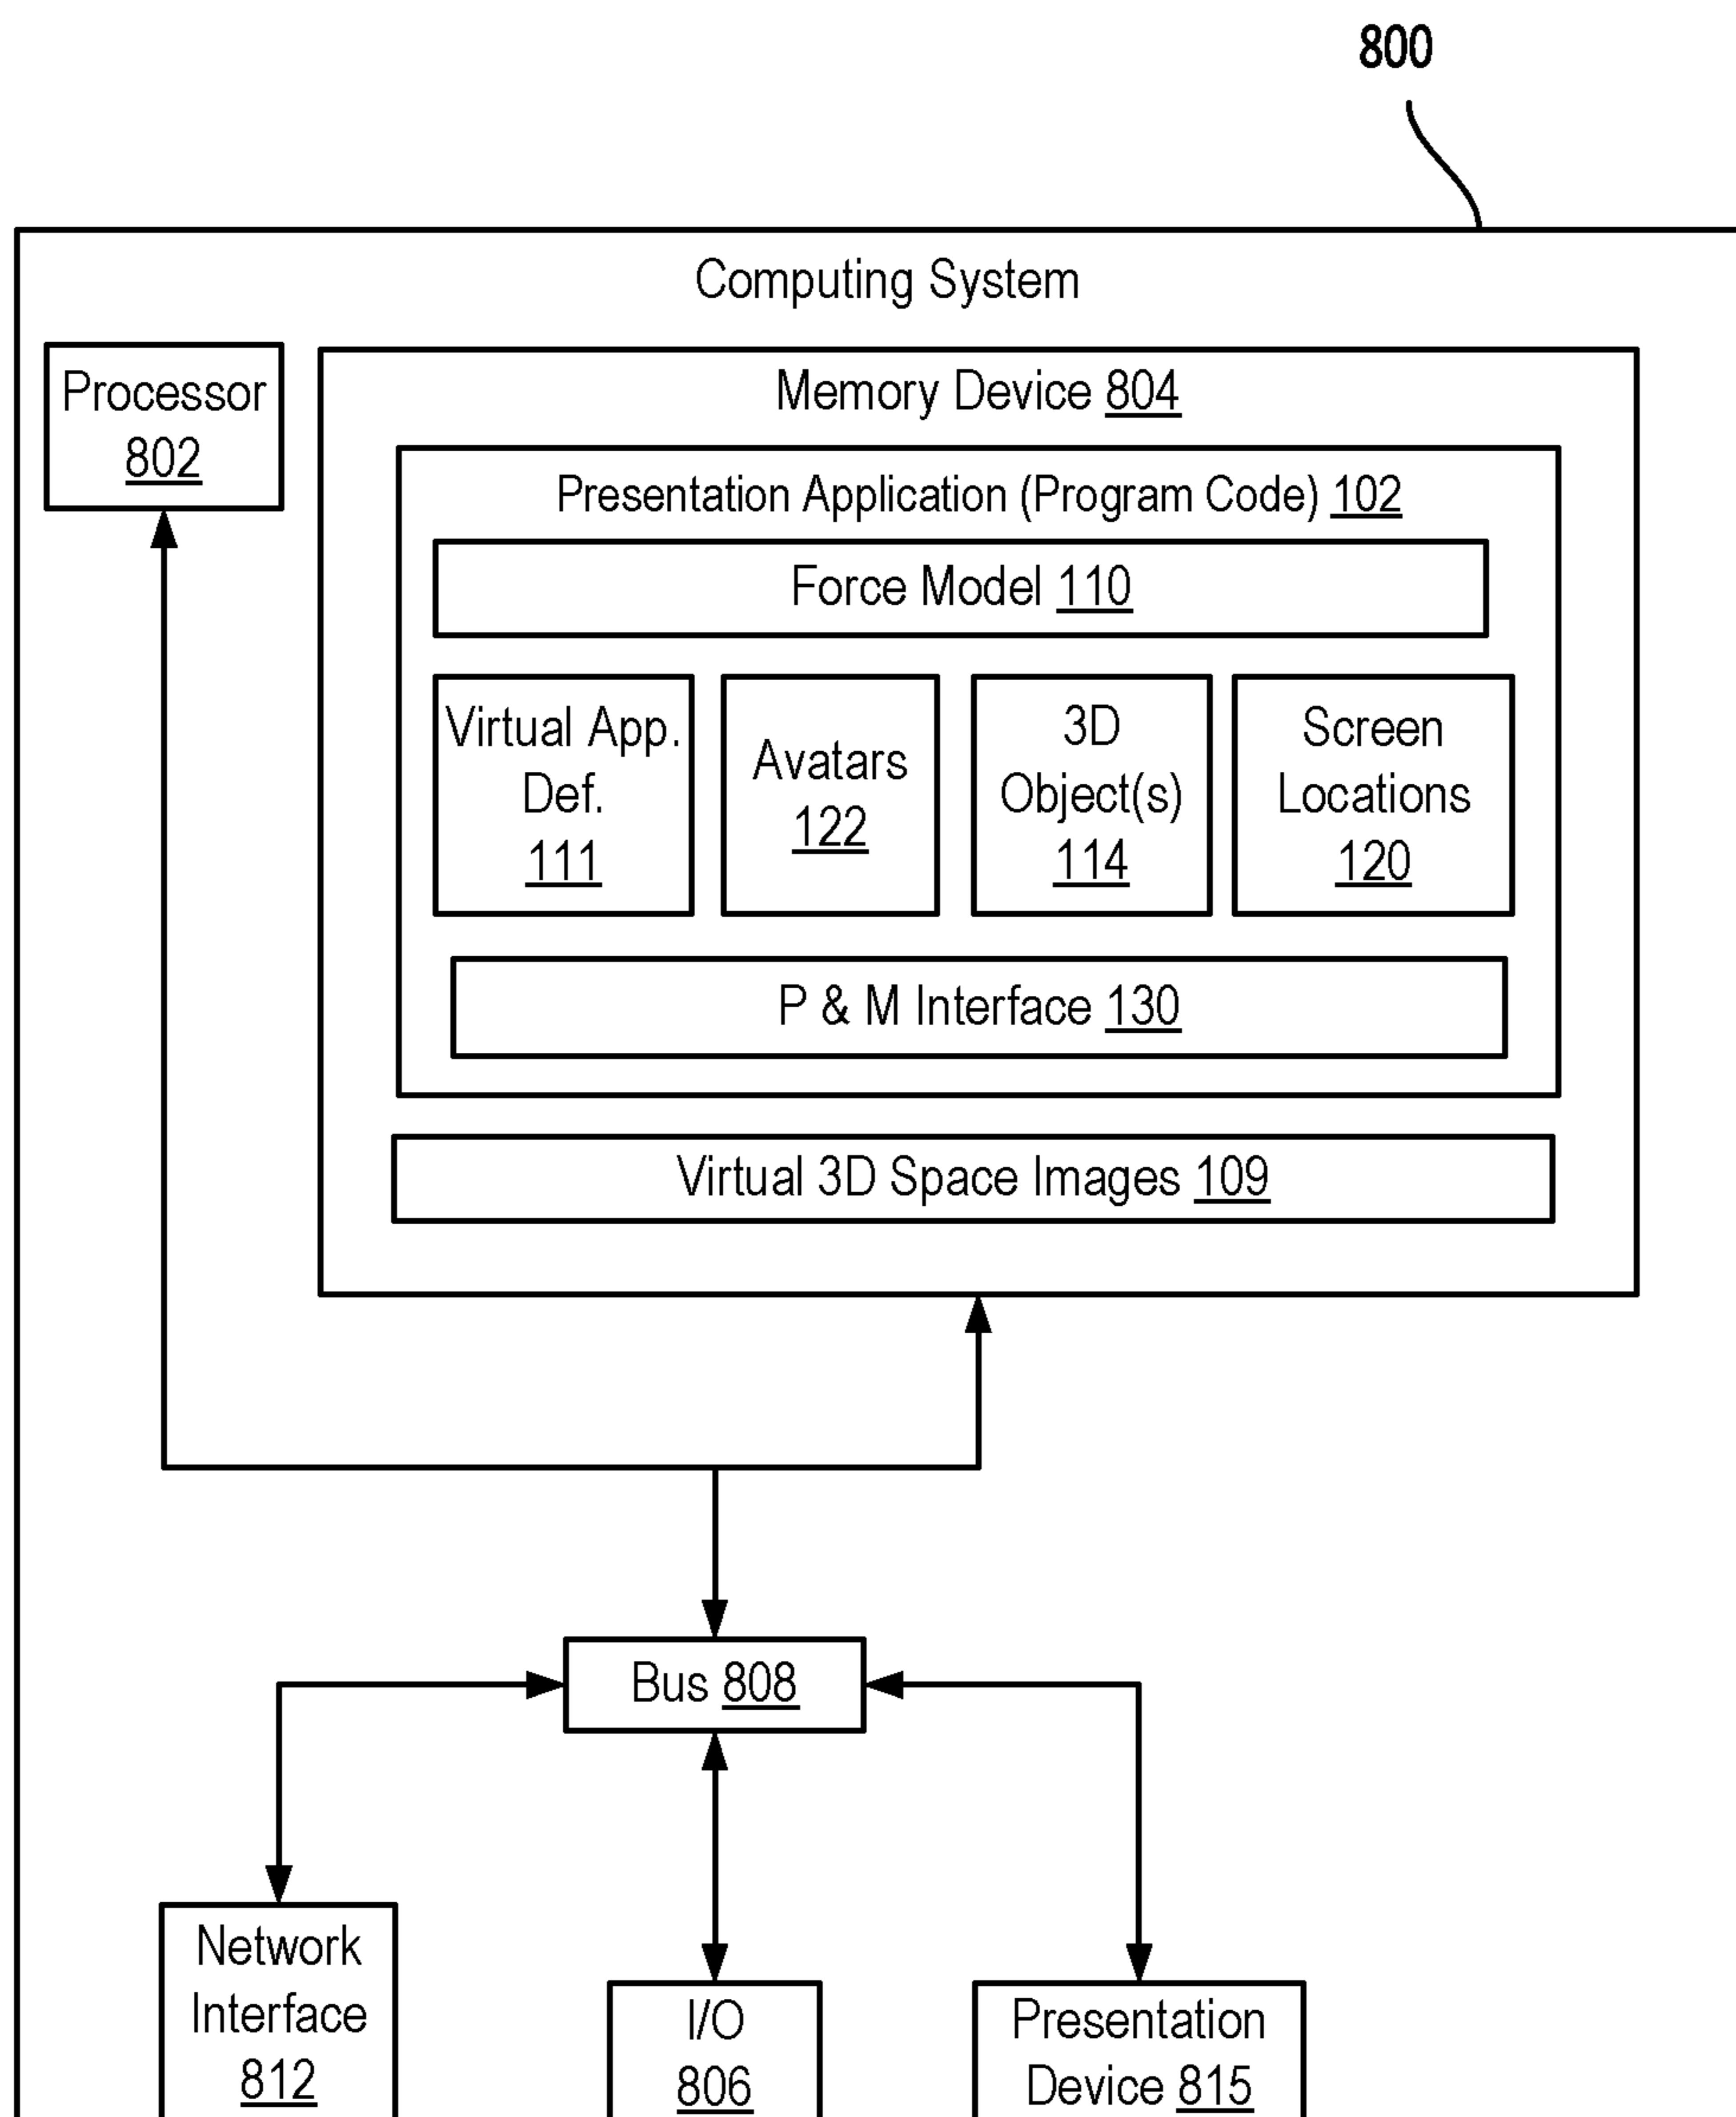 800
Computing System
Processor
802
Memory Device 804
Presentation Application (Program Code) 102
Force Model 110
Virtual App.
Def.
111
Avatars
122
3D
Object(s)
114
Screen
Locations
120
P & M Interface 130
Virtual 3D Space Images 109
Bus 808
Network
Interface
812
I/O
806
Presentation
Device 815